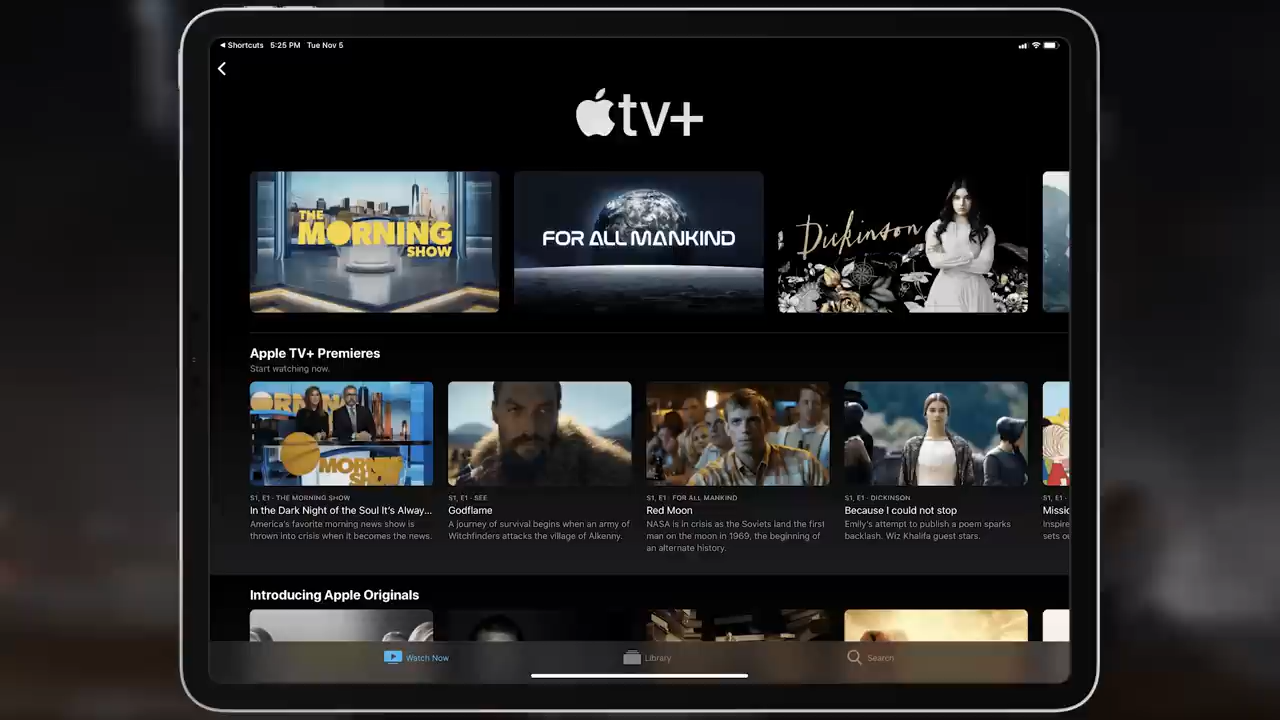 ◀ Shortcuts 5:25 PM Tue Nov 5
tv+
THE MORNING SHOW
FOR ALL MANKIND
Dickinson
Apple TV+ Premieres
Start watching now.
S1, E1 · THE MORNING SHOW
In the Dark Night of the Soul It's Alway...
America's favorite morning news show is
thrown into crisis when it becomes the news.
S1, E1 · SEE
Godflame
A journey of survival begins when an army of
Witchfinders attacks the village of Alkenny.
S1, E1 · FOR ALL MANKIND
Red Moon
NASA is in crisis as the Soviets land the first
man on the moon in 1969, the beginning of
an alternate history.
S1, E1 · DICKINSON
Because I could not stop
Emily's attempt to publish a poem sparks
backlash. Wiz Khalifa guest stars.
S1, E1 ·
Introducing Apple Originals
Watch Now
Library
Search